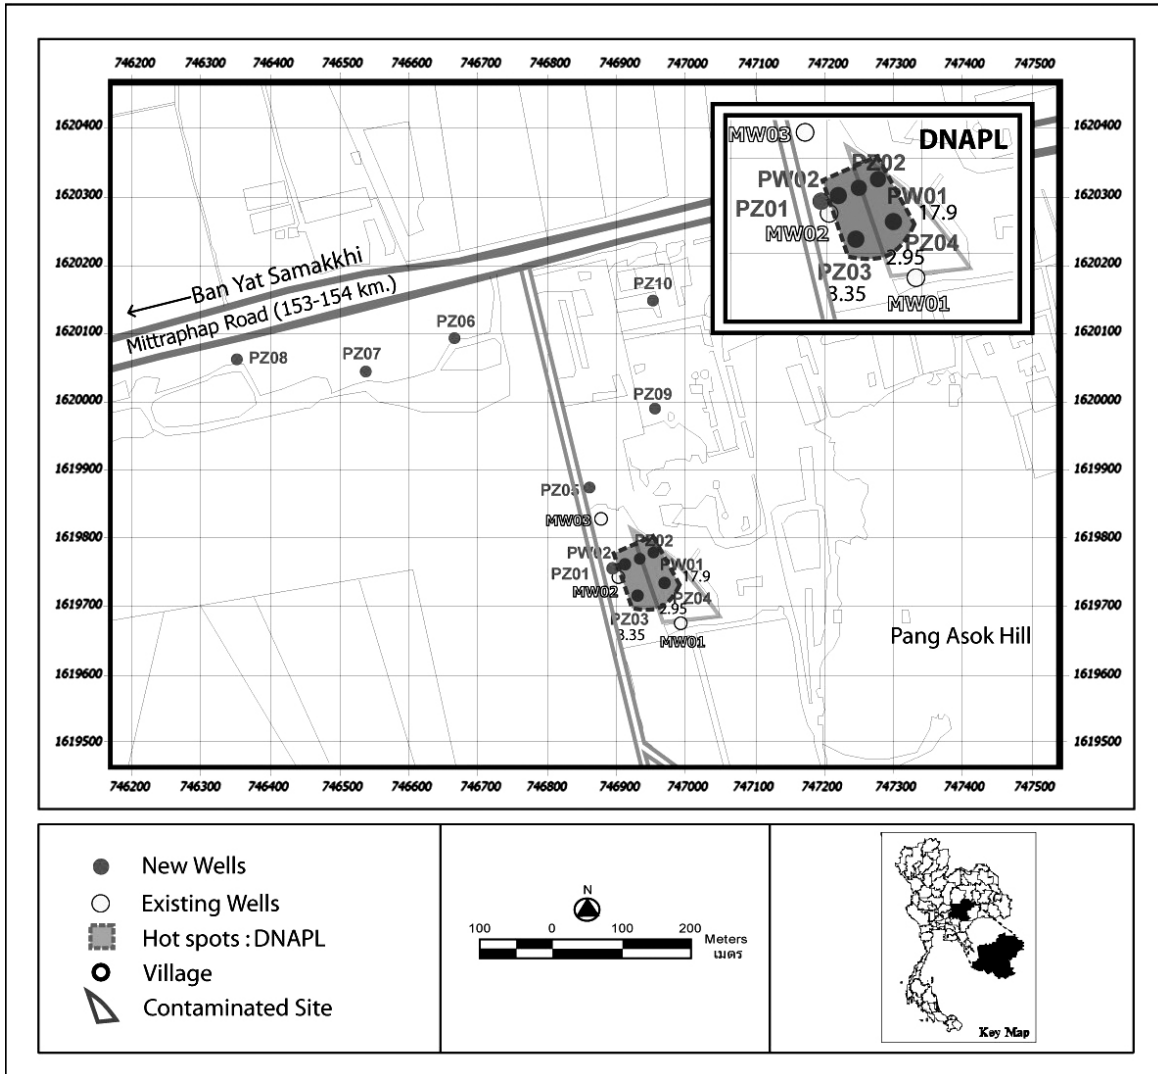 746200 746300 746400 746500 746600 746700 746800 746900 747000 747100 747200 747300 747400 747500
1620400 1620400
1620300 1620300
1620200 1620200
1620100 1620100
1620000 1620000
1619900 1619900
1619800 1619800
1619700 1619700
1619600 1619600
1619500 1619500
DNAPL
MW03
PZ02
PW02
PW01
PZ01
17.9
MW02
PZ04
2.95
PZ03
3.35
MW01
Ban Yat Samakkhi
Mittraphap Road (153-154 km.)
PZ10
PZ06
PZ07
PZ08
PZ09
PZ05
MW03
PZ02
PW02
PW01
PZ01
17.9
MW02
PZ04
2.95
PZ03
3.35
MW01
Pang Asok Hill
746200 746300 746400 746500 746600 746700 746800 746900 747000 747100 747200 747300 747400 747500
New Wells
Existing Wells
Hot spots : DNAPL
Village
Contaminated Site
N
100 0 100 200 Meters
เมตร
Key Map